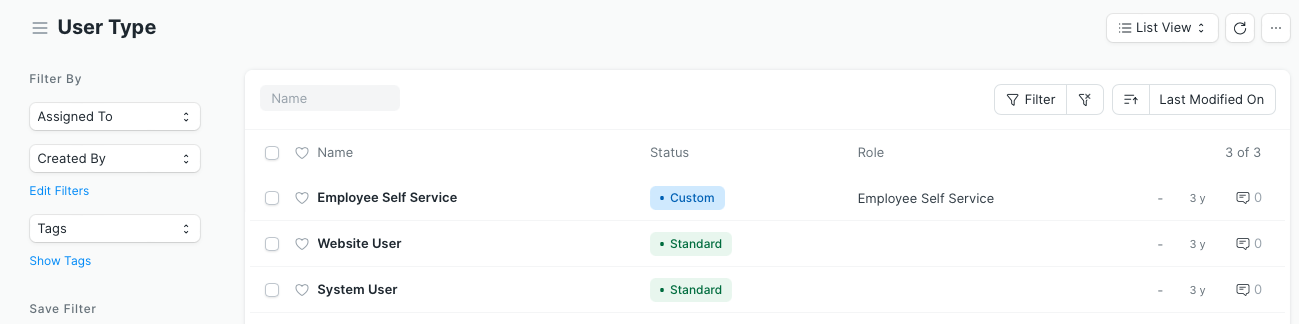 User Type
List View
Filter By
Assigned To
Created By
Edit Filters
Tags
Show Tags
Save Filter
Name
Filter
Last Modified On
Name Status Role 3 of 3
Employee Self Service • Custom Employee Self Service - 3 y 0
Website User • Standard - 3 y 0
System User • Standard - 3 y 0